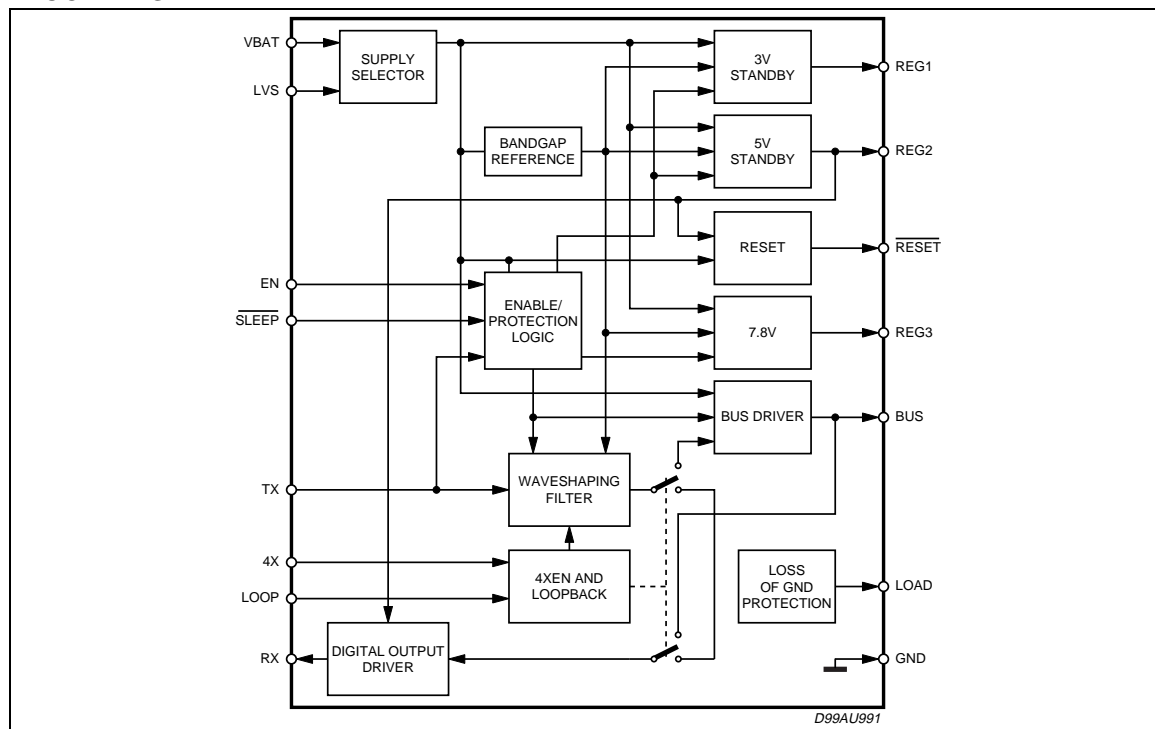 VBAT
LVS
SUPPLY
SELECTOR
3V
STANDBY
REG1
BANDGAP
REFERENCE
5V
STANDBY
REG2
RESET
RESET
EN
SLEEP
ENABLE/
PROTECTION
LOGIC
7.8V
REG3
BUS DRIVER
BUS
TX
WAVESHAPING
FILTER
4X
LOOP
4XEN AND
LOOPBACK
LOSS
OF GND
PROTECTION
LOAD
RX
DIGITAL OUTPUT
DRIVER
GND
D99AU991